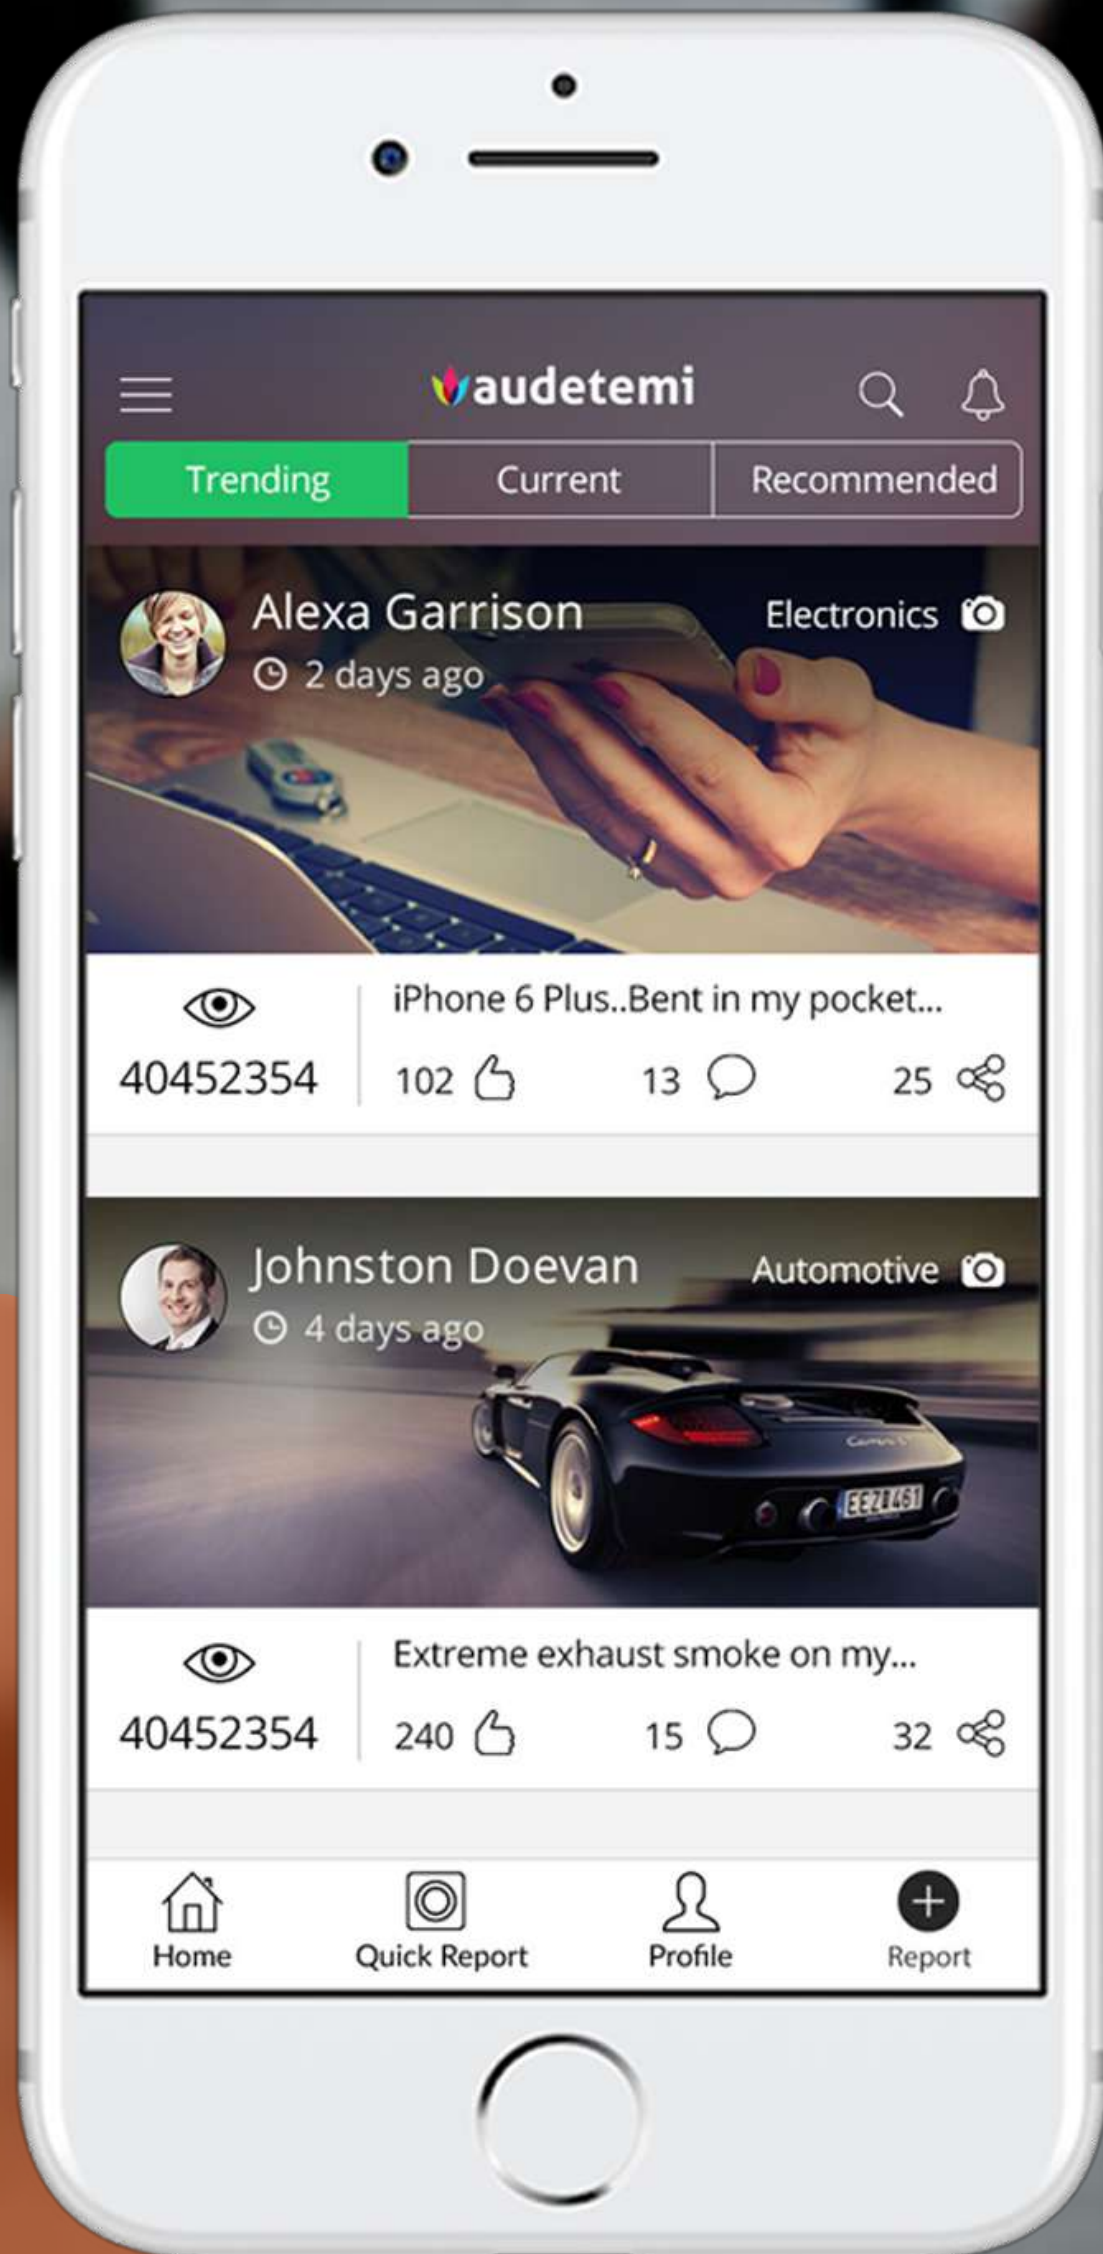 audetemi
Trending Current Recommended
Alexa Garrison Electronics
2 days ago
iPhone 6 Plus..Bent in my pocket...
40452354 102 13 25
Johnston Doevan Automotive
4 days ago
Extreme exhaust smoke on my...
40452354 240 15 32
Home Quick Report Profile Report